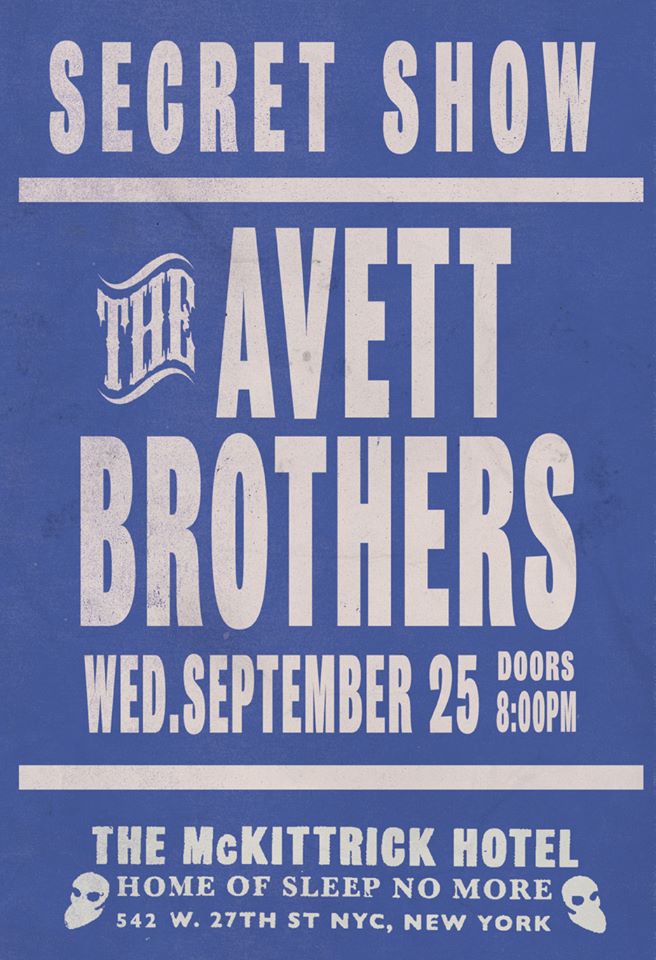 SECRET SHOW
THE AVETT
BROTHERS
WED.SEPTEMBER 25 DOORS 8:00PM
THE McKITTRICK HOTEL
HOME OF SLEEP NO MORE
542 W. 27TH ST NYC, NEW YORK